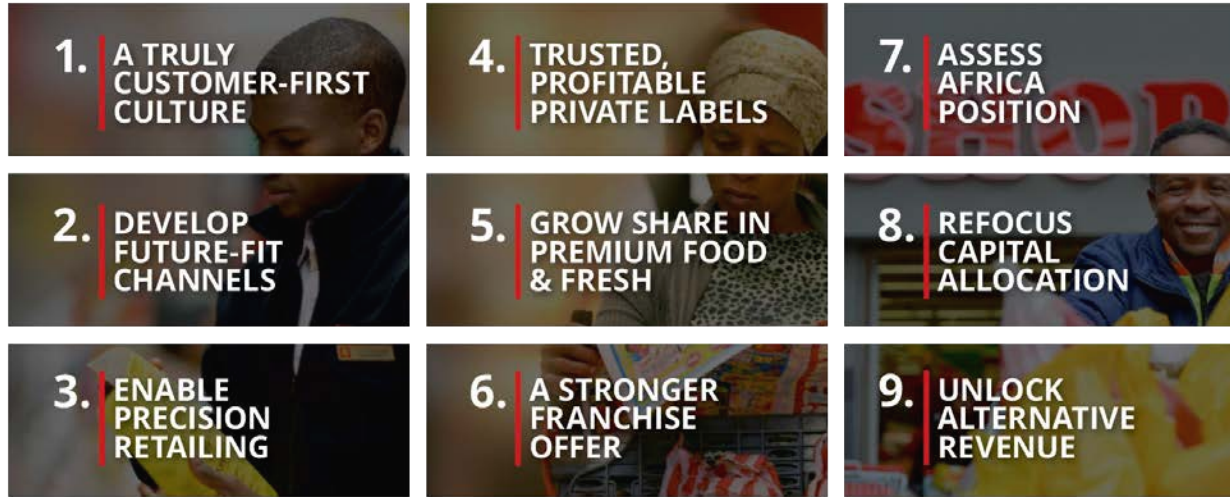 1. A TRULY
CUSTOMER-FIRST
CULTURE
2. DEVELOP
FUTURE-FIT
CHANNELS
3. ENABLE
PRECISION
RETAILING
4. TRUSTED,
PROFITABLE
PRIVATE LABELS
5. GROW SHARE IN
PREMIUM FOOD
& FRESH
6. A STRONGER
FRANCHISE
OFFER
7. ASSESS
AFRICA
POSITION
SHOP
8. REFOCUS
CAPITAL
ALLOCATION
9. UNLOCK
ALTERNATIVE
REVENUE